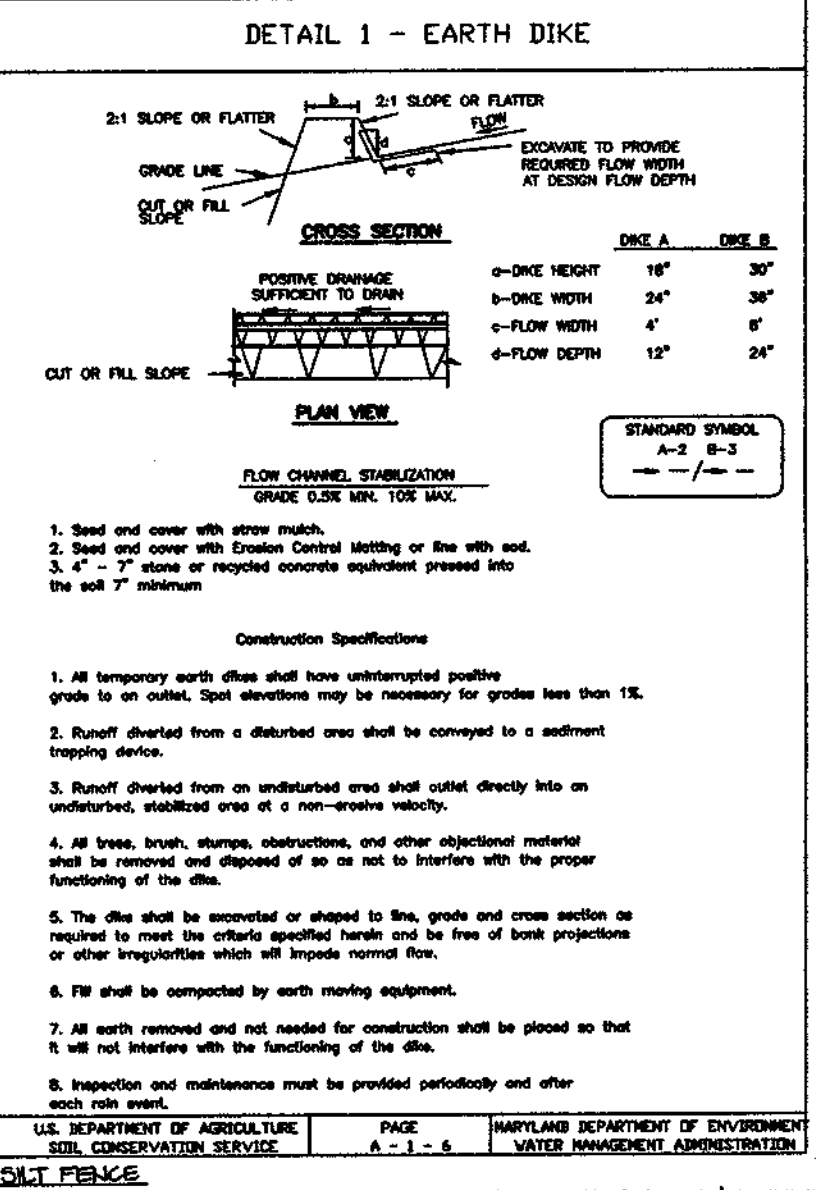 DETAIL 1 - EARTH DIKE
b
2:1 SLOPE OR FLATTER
2:1 SLOPE OR FLATTER
FLOW
a
d
EXCAVATE TO PROVIDE
REQUIRED FLOW WIDTH
AT DESIGN FLOW DEPTH
GRADE LINE
c
CUT OR FILL
SLOPE
CROSS SECTION
DIKE A DIKE B
a-DIKE HEIGHT 18" 30"
b-DIKE WIDTH 24" 36"
c-FLOW WIDTH 4' 6'
d-FLOW DEPTH 12" 24"
POSITIVE DRAINAGE
SUFFICIENT TO DRAIN
CUT OR FILL SLOPE
PLAN VIEW
STANDARD SYMBOL
A-2 B-3
FLOW CHANNEL STABILIZATION
GRADE 0.5% MIN. 10% MAX.
1. Seed and cover with straw mulch.
2. Seed and cover with Erosion Control Matting or line with sod.
3. 4" - 7" stone or recycled concrete equivalent pressed into
the soil 7" minimum
Construction Specifications
1. All temporary earth dikes shall have uninterrupted positive
grade to an outlet. Spot elevations may be necessary for grades less than 1%.
2. Runoff diverted from a disturbed area shall be conveyed to a sediment
trapping device.
3. Runoff diverted from an undisturbed area shall outlet directly into an
undisturbed, stabilized area at a non-erosive velocity.
4. All trees, brush, stumps, obstructions, and other objectional material
shall be removed and disposed of so as not to interfere with the proper
functioning of the dike.
5. The dike shall be excavated or shaped to line, grade and cross section as
required to meet the criteria specified herein and be free of bank projections
or other irregularities which will impede normal flow.
6. Fill shall be compacted by earth moving equipment.
7. All earth removed and not needed for construction shall be placed so that
it will not interfere with the functioning of the dike.
8. Inspection and maintenance must be provided periodically and after
each rain event.
U.S. DEPARTMENT OF AGRICULTURE
SOIL CONSERVATION SERVICE
PAGE
A - 1 - 6
MARYLAND DEPARTMENT OF ENVIRONMENT
WATER MANAGEMENT ADMINISTRATION
SILT FENCE